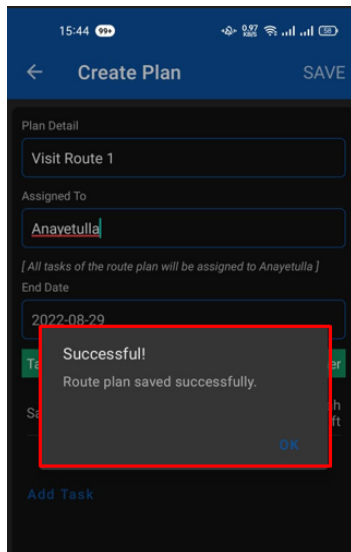 15:44 99+ 0.97 KB/S 58
Create Plan SAVE
Plan Detail
Visit Route 1
Assigned To
Anayetulla
[ All tasks of the route plan will be assigned to Anayetulla ]
End Date
2022-08-29
Successful!
Route plan saved successfully.
OK
Add Task